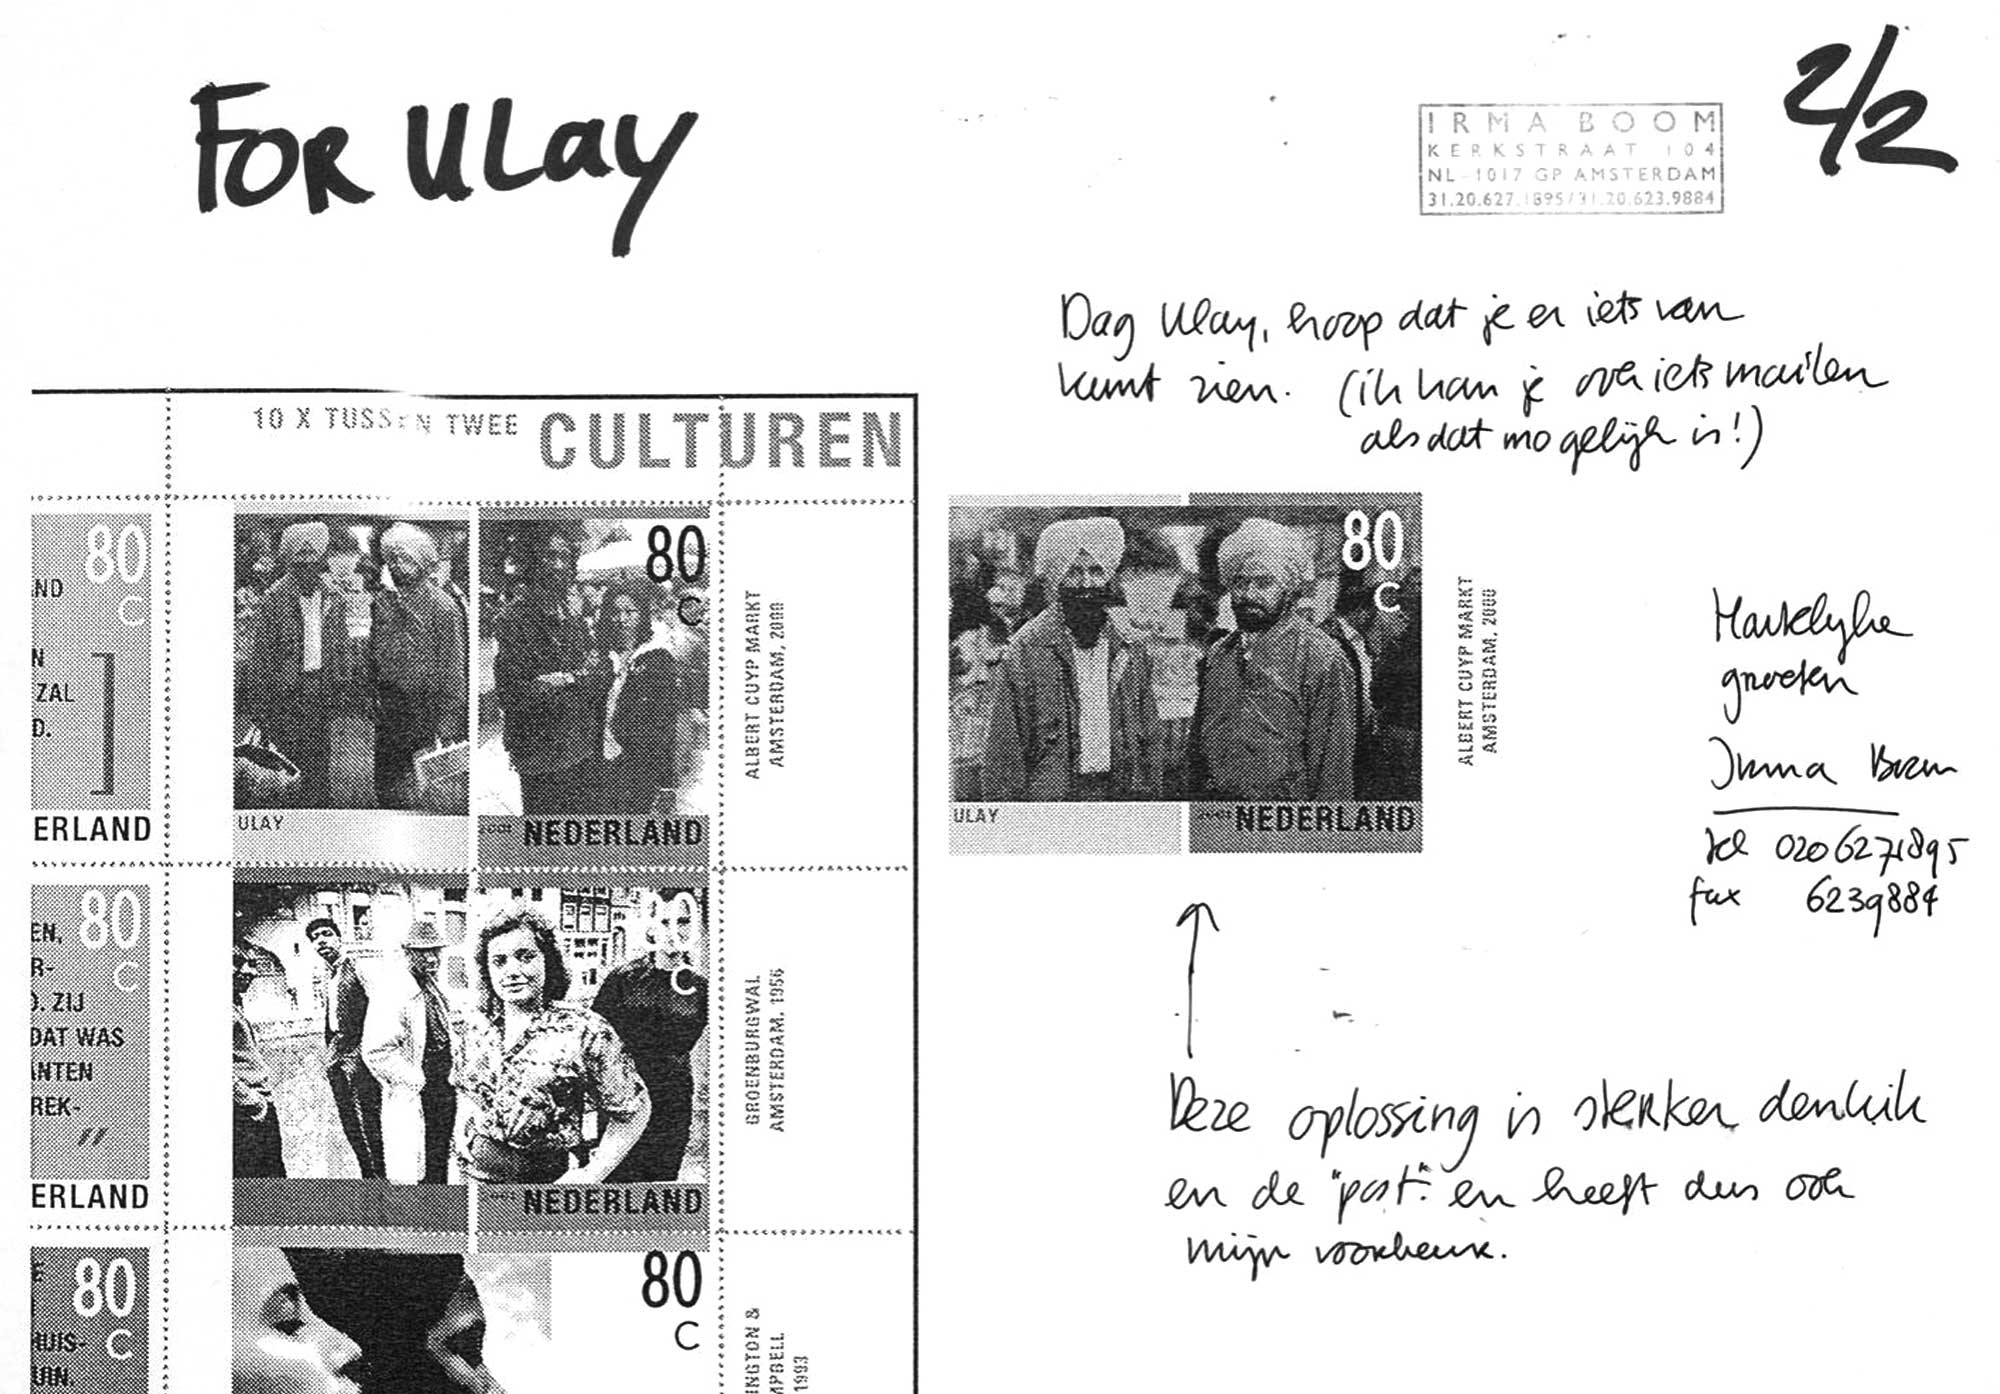 For Ulay
2/2
IRMA BOOM
KERKSTRAAT 104
NL-1017 GP AMSTERDAM
31.20.627.1895/31.20.623.9884
Dag Ulay, hoop dat je er iets van
kunt zien. (ik kan je ove iets mailen
als dat mogelijk is!)
10 X TUSSEN TWEE CULTUREN
80
C
ND
N
ZAL
D.
]
ERLAND
80
C
ULAY
2001 NEDERLAND
ALBERT CUYP MARKT
AMSTERDAM, 2000
80
C
ULAY
2001 NEDERLAND
ALBERT CUYP MARKT
AMSTERDAM, 2000
Hartelijke
groeten
Irma Boom
tel 0206271895
fax 6239884
80
C
EN,
R-
D. ZIJ
DAT WAS
ANTEN
REK-
"
ERLAND
80
C
NEDERLAND
GROENBURGWAL
AMSTERDAM, 1956
Deze oplossing is sterker denk ik
en de "post" en heeft dus ook
mijn voorkeur.
80
C
E
HUIS-
UIN.
80
C
INGTON &
MPBELL
1993